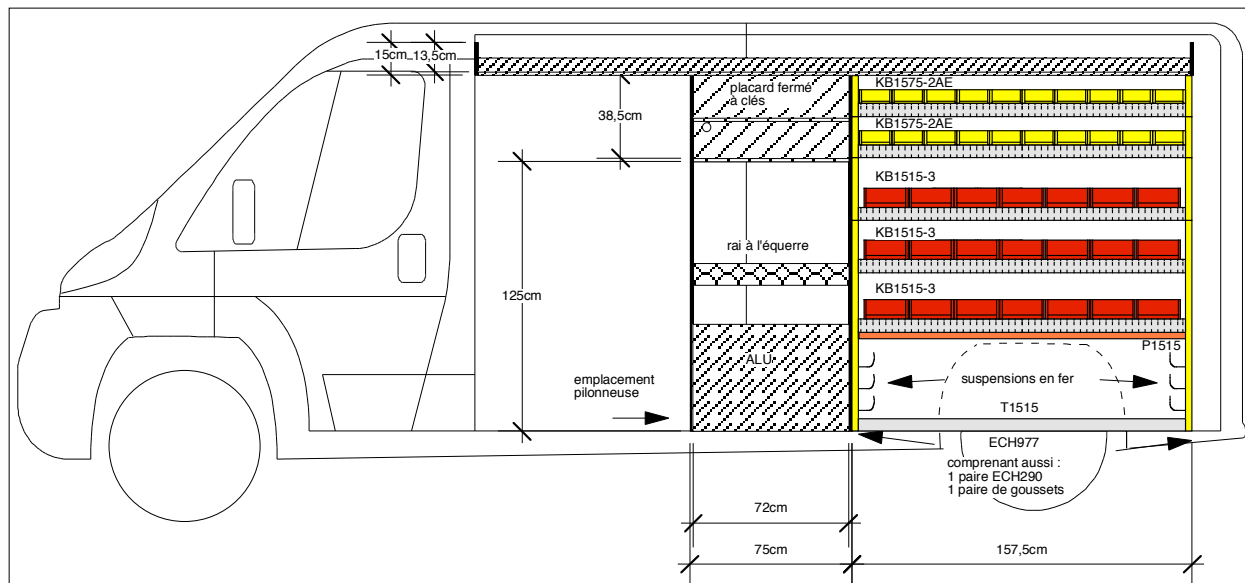 15cm
13,5cm
38,5cm
placard fermé
à clés
KB1575-2AE
KB1575-2AE
KB1515-3
rai à l'équerre
KB1515-3
125cm
KB1515-3
P1515
ALU
emplacement
pilonneuse
suspensions en fer
T1515
ECH977
comprenant aussi :
1 paire ECH290
1 paire de goussets
72cm
75cm
157,5cm